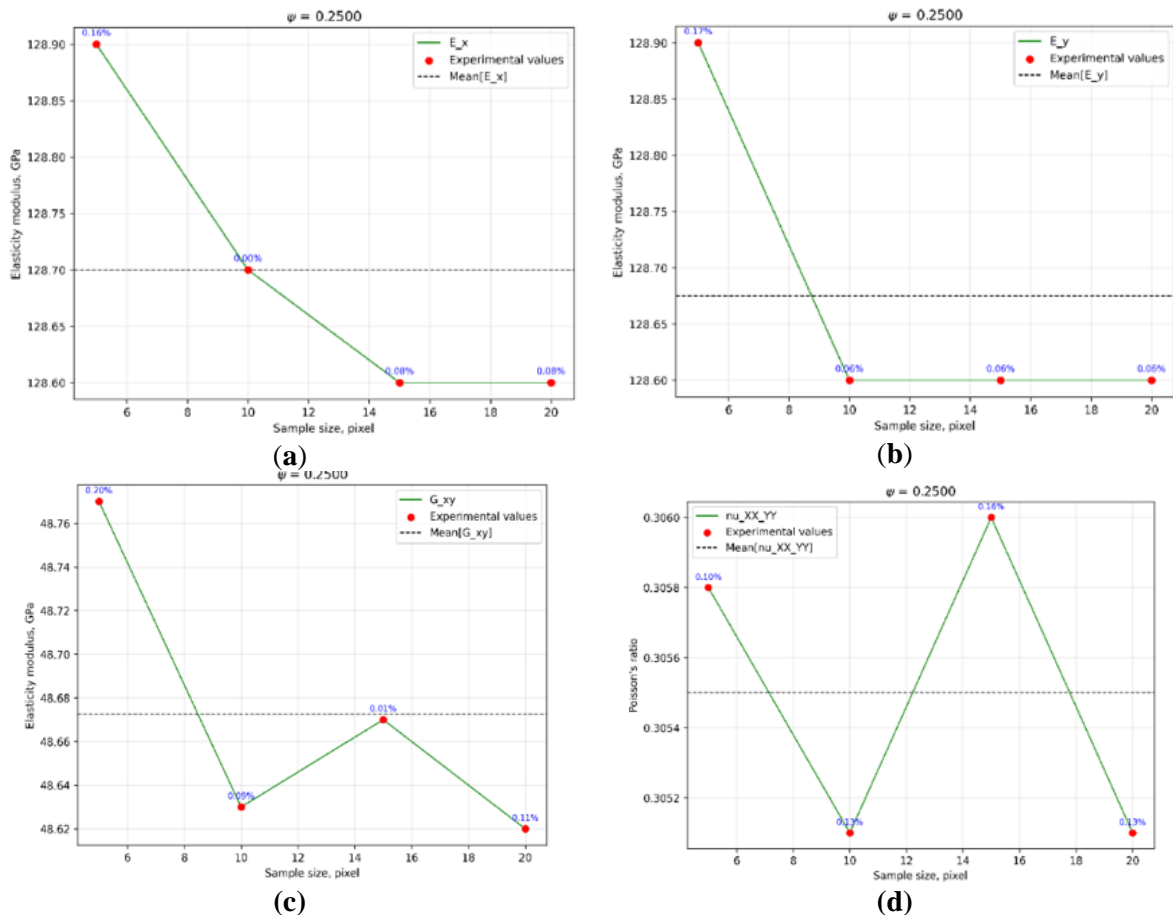 ψ = 0.2500
0.16%
E_x
Experimental values
Mean[E_x]
128.90
128.85
128.80
128.75
128.70
128.65
128.60
Elasticity modulus, GPa
0.00%
0.08%
0.08%
6 8 10 12 14 16 18 20
Sample size, pixel
(a)
ψ = 0.2500
0.17%
E_y
Experimental values
Mean[E_y]
128.90
128.85
128.80
128.75
128.70
128.65
128.60
Elasticity modulus, GPa
0.06%
0.06%
0.06%
6 8 10 12 14 16 18 20
Sample size, pixel
(b)
ψ = 0.2500
0.20%
G_xy
Experimental values
Mean[G_xy]
48.76
48.74
48.72
48.70
48.68
48.66
48.64
48.62
Elasticity modulus, GPa
0.09%
0.01%
0.11%
6 8 10 12 14 16 18 20
Sample size, pixel
(c)
ψ = 0.2500
nu_XX_YY
Experimental values
Mean[nu_XX_YY]
0.16%
0.10%
0.3060
0.3058
0.3056
0.3054
0.3052
Poisson's ratio
0.13%
0.13%
6 8 10 12 14 16 18 20
Sample size, pixel
(d)